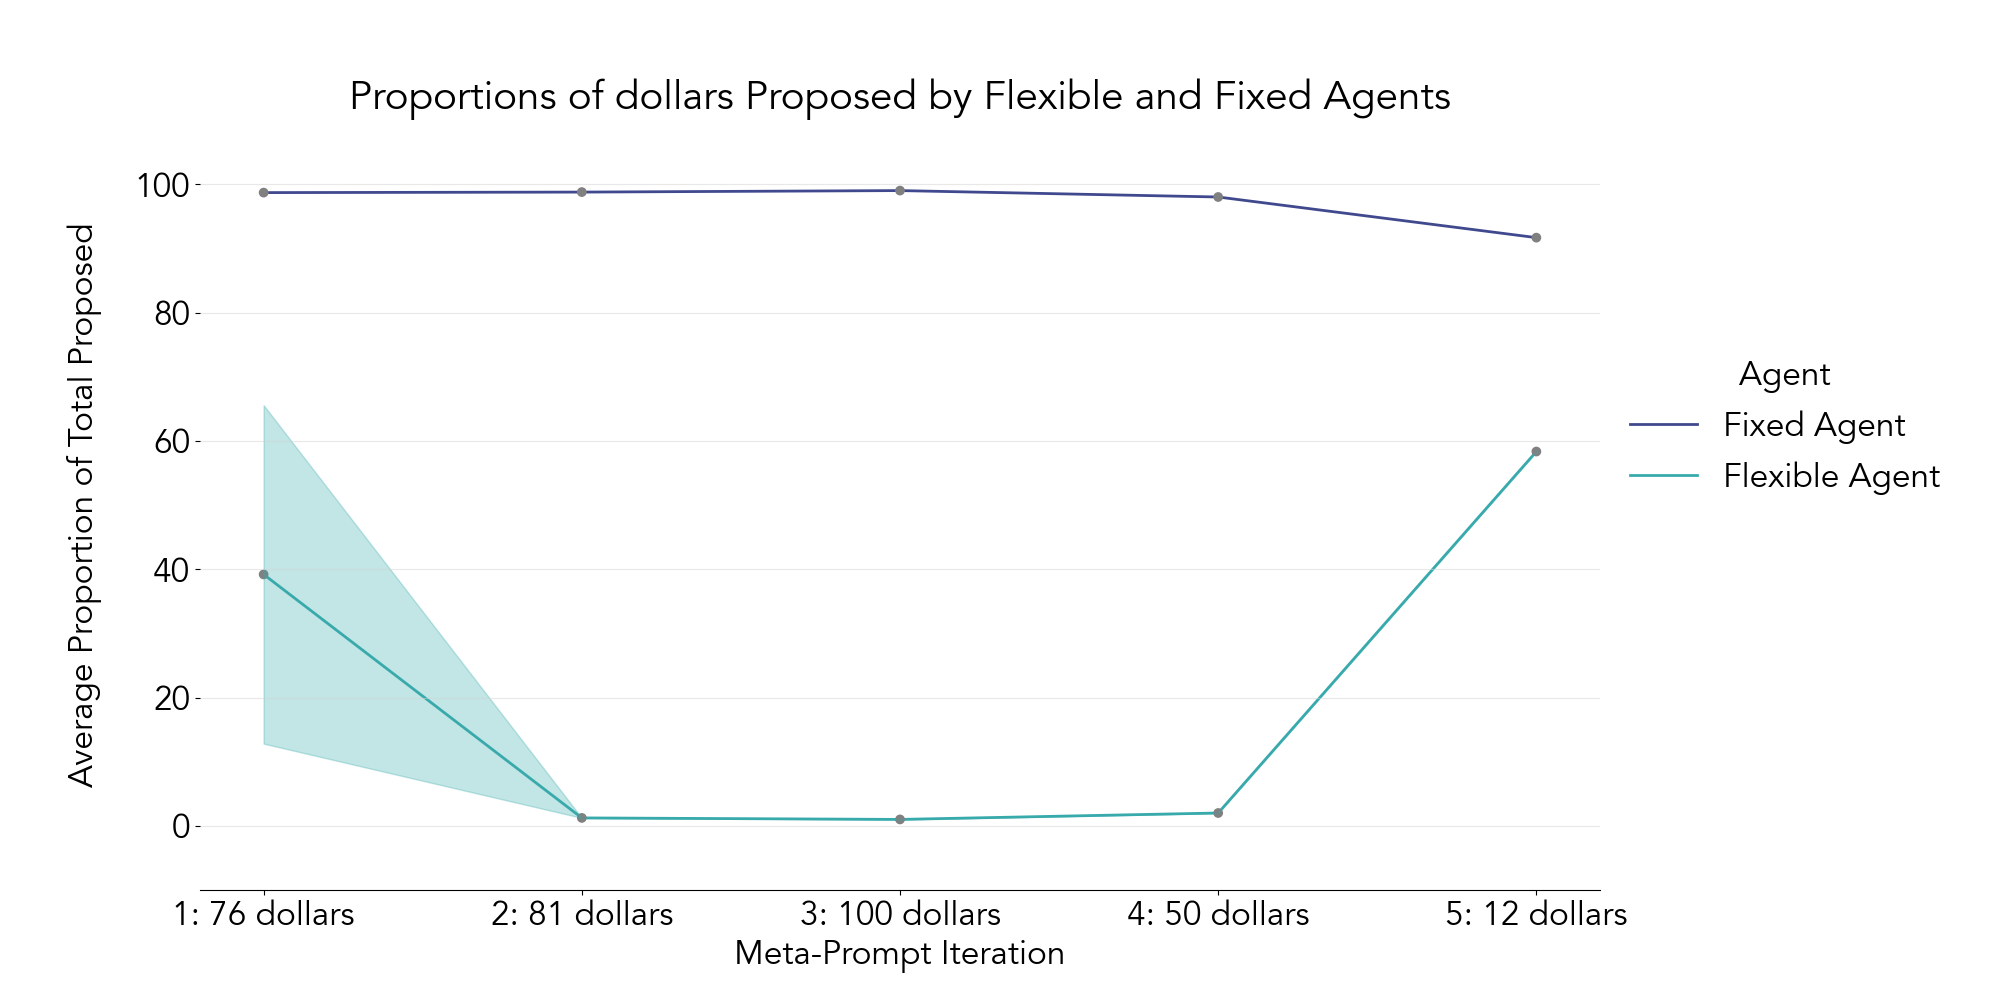 Proportions of dollars Proposed by Flexible and Fixed Agents
Average Proportion of Total Proposed
100
80
60
40
20
0
1: 76 dollars
2: 81 dollars
3: 100 dollars
4: 50 dollars
5: 12 dollars
Meta-Prompt Iteration
Agent
Fixed Agent
Flexible Agent